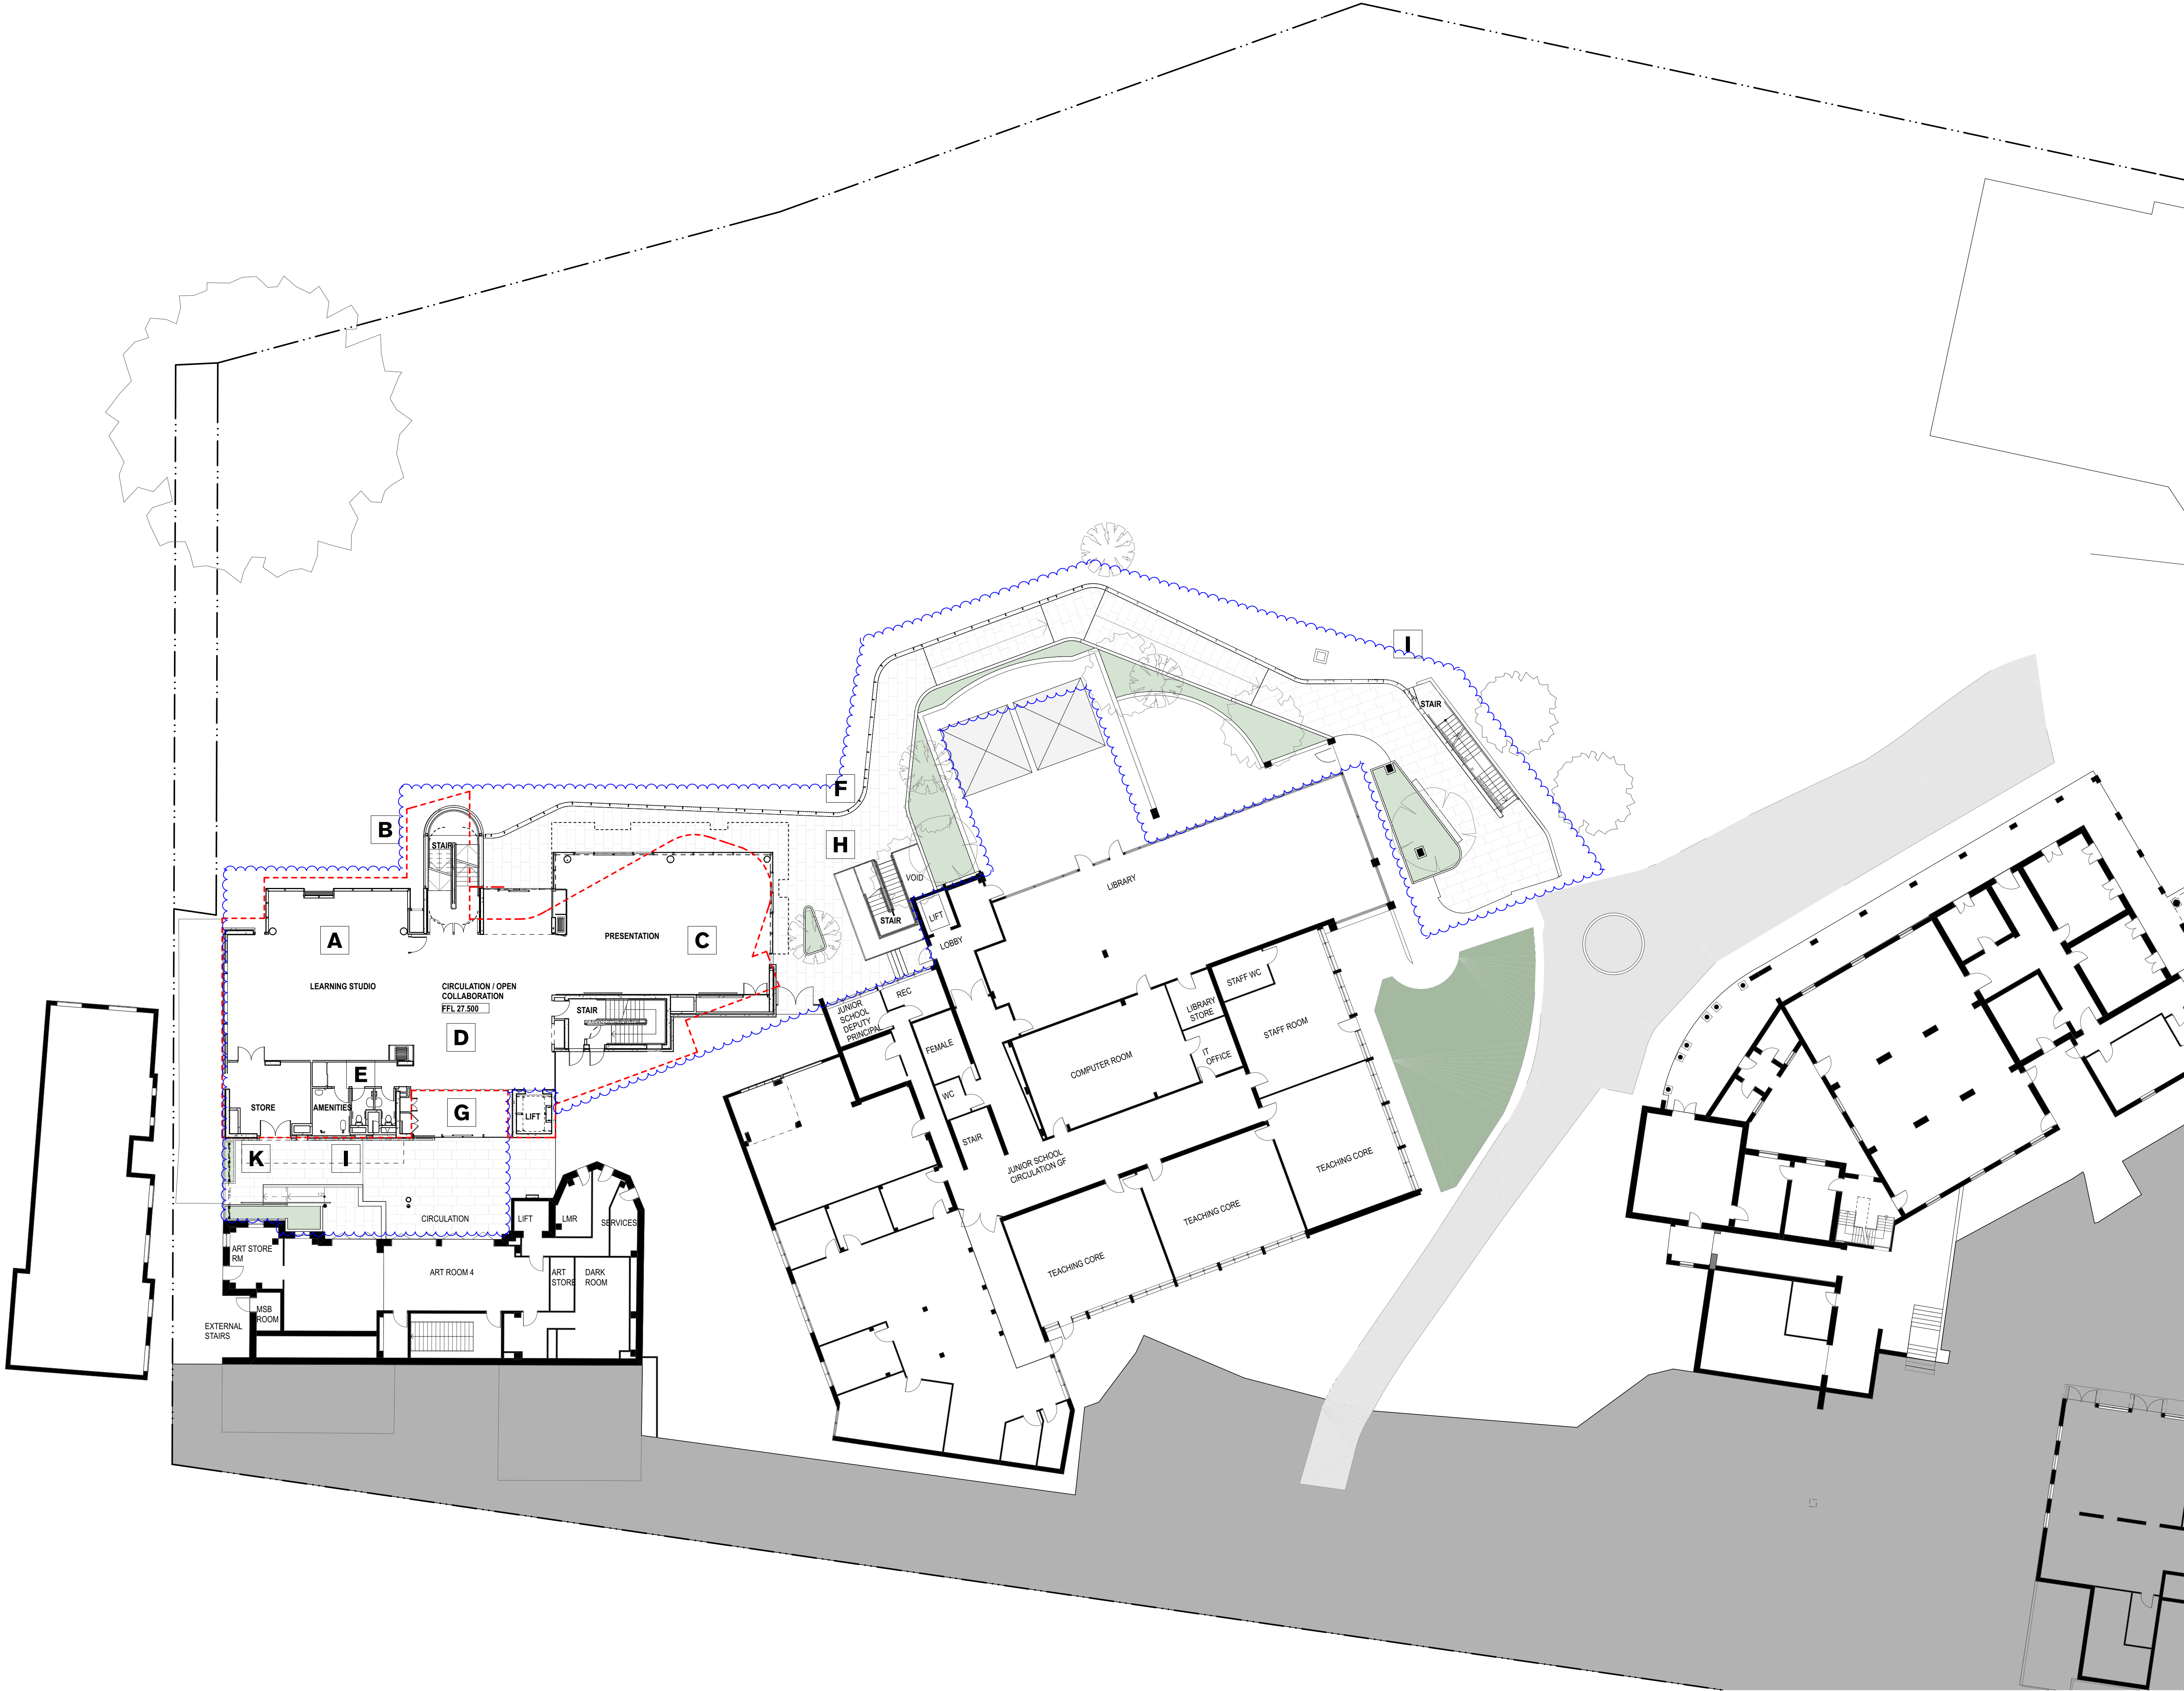 I
STAIR
F
B
STAIR
H
VOID
LIBRARY
STAIR
LIFT
PRESENTATION
C
A
LOBBY
STAFF WC
LEARNING STUDIO
CIRCULATION / OPEN
COLLABORATION
FFL 27.500
REC
LIBRARY
STORE
STAIR
JUNIOR
SCHOOL
DEPUTY
PRINCIPAL
STAFF ROOM
D
FEMALE
COMPUTER ROOM
IT
OFFICE
E
WC
STORE
AMENITIES
G
LIFT
STAIR
K
I
JUNIOR SCHOOL
CIRCULATION GF
TEACHING CORE
CIRCULATION
LIFT
LMR
SERVICES
TEACHING CORE
ART STORE
RM
ART ROOM 4
ART
STORE
DARK
ROOM
TEACHING CORE
MSB
ROOM
EXTERNAL
STAIRS